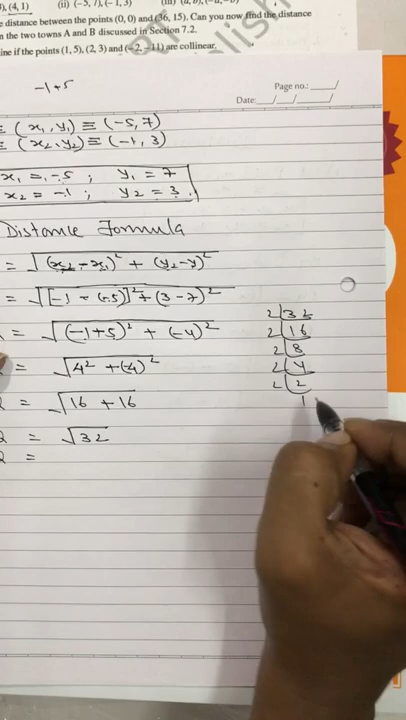 (4, 1) (ii) (−5, 7), (−1, 3)
distance between the points (0, 0) and (36, 15). Can you now find the distance
the two towns A and B discussed in Section 7.2.
ine if the points (1, 5), (2, 3) and (−2, −11) are collinear.
-1+5
Page no.:
Date: / /
(x₁, y₁) ≡ (-5, 7)
(x₂, y₂) ≡ (-1, 3)
x₁ = -5 ; y₁ = 7
x₂ = -1 ; y₂ = 3
Distance Formula
= √(x₂ - x₁)² + (y₂-y)²
= √[-1 - (-5)]² + (3-7)²
= √(-1+5)² + (-4)²
= √4² + (-4)²
= √16 + 16
= √32
=
2 | 32
2 | 16
2 | 8
2 | 4
2 | 2
1